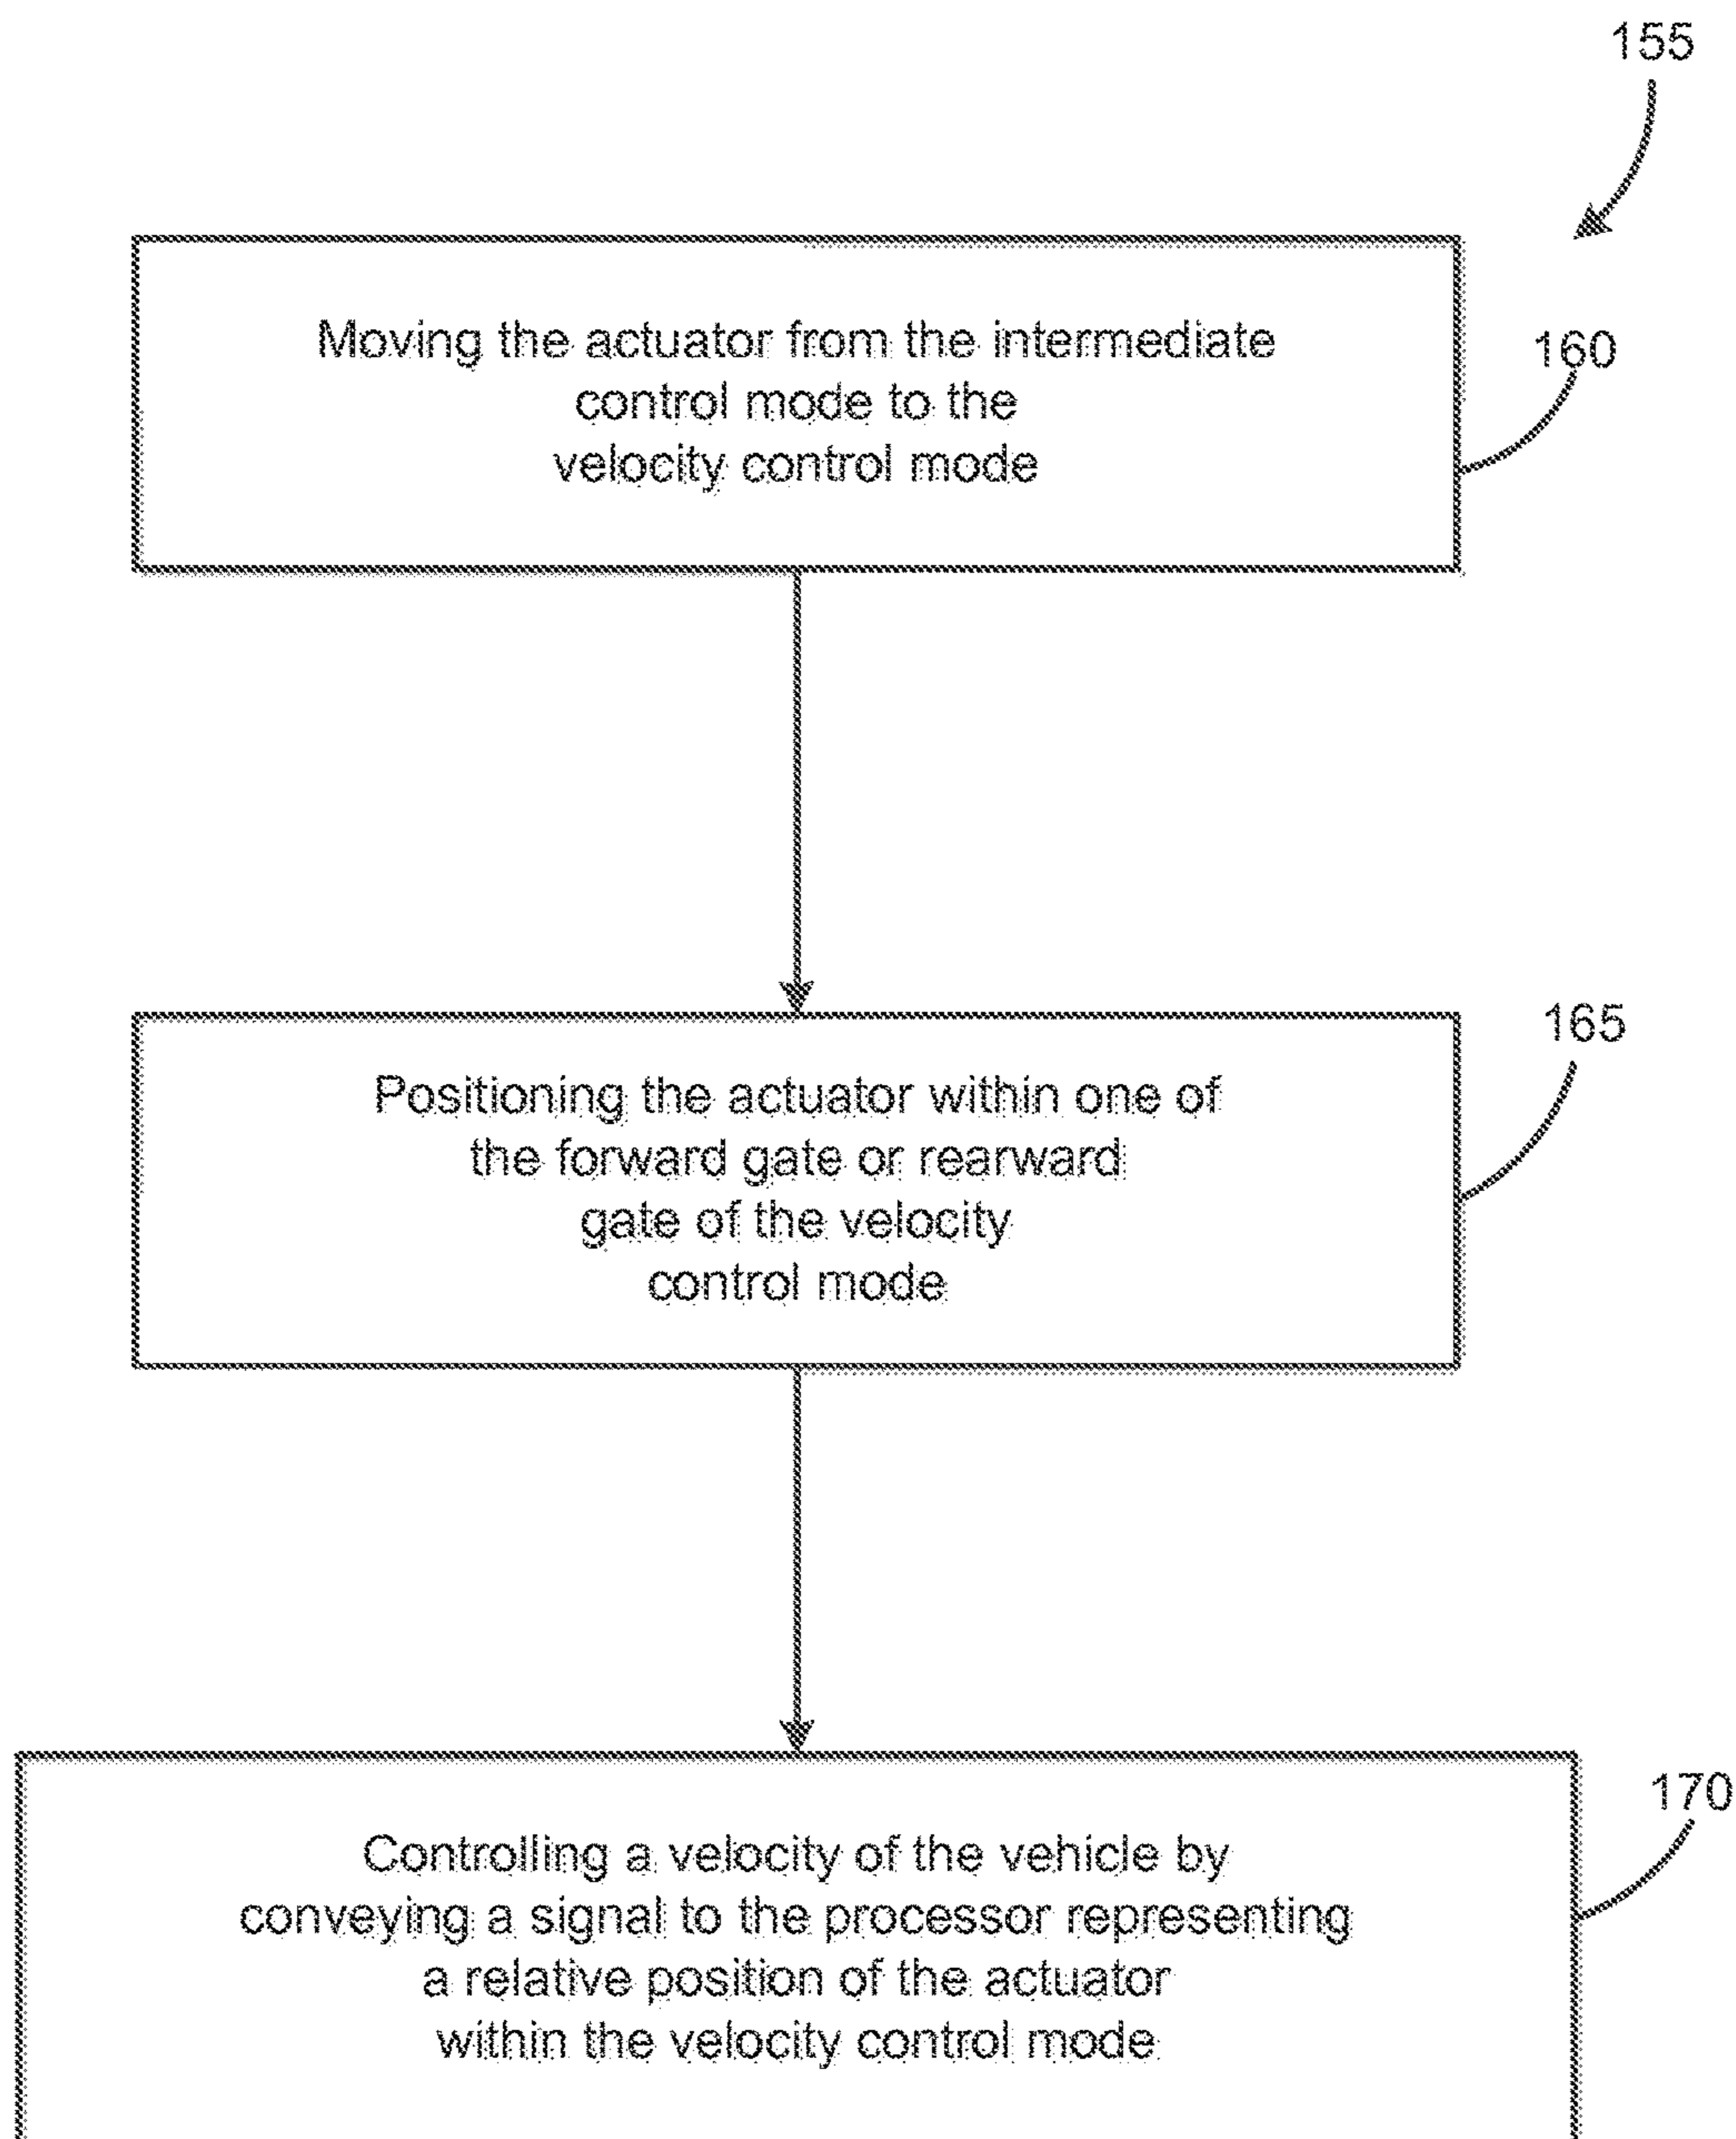 155
Moving the actuator from the intermediate
control mode to the
velocity control mode
160
Positioning the actuator within one of
the forward gate or rearward
gate of the velocity
control mode
165
Controlling a velocity of the vehicle by
conveying a signal to the processor representing
a relative position of the actuator
within the velocity control mode
170